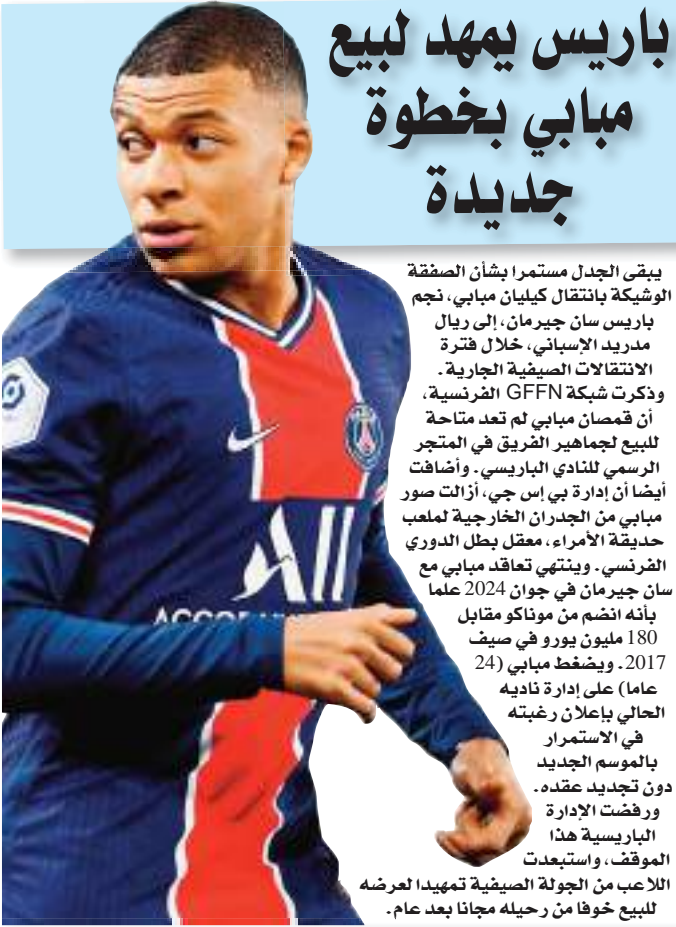 باريس يمهد لبيع
مبابي بخطوة
جديدة
يبقى الجدل مستمرا بشأن الصفقة
الوشيكة بانتقال كيليان مبابي، نجم
باريس سان جيرمان، إلى ريال
مدريد الإسباني، خلال فترة
الانتقالات الصيفية الجارية.
وذكرت شبكة GFFN الفرنسية،
أن قمصان مبابي لم تعد متاحة
للبيع لجماهير الفريق في المتجر
الرسمي للنادي الباريسي. وأضافت
أيضا أن إدارة بي إس جي، أزالت صور
مبابي من الجدران الخارجية لملعب
حديقة الأمراء، معقل بطل الدوري
الفرنسي. وينتهي تعاقد مبابي مع
سان جيرمان في جوان 2024 علما
بأنه انضم من موناكو مقابل
180 مليون يورو في صيف
2017. ويضغط مبابي (24
عاما) على إدارة ناديه
الحالي بإعلان رغبته
في الاستمرار
بالموسم الجديد
دون تجديد عقده.
ورفضت الإدارة
الباريسية هذا
الموقف، واستبعدت
اللاعب من الجولة الصيفية تمهيدا لعرضه
للبيع خوفا من رحيله مجانا بعد عام.
ALL